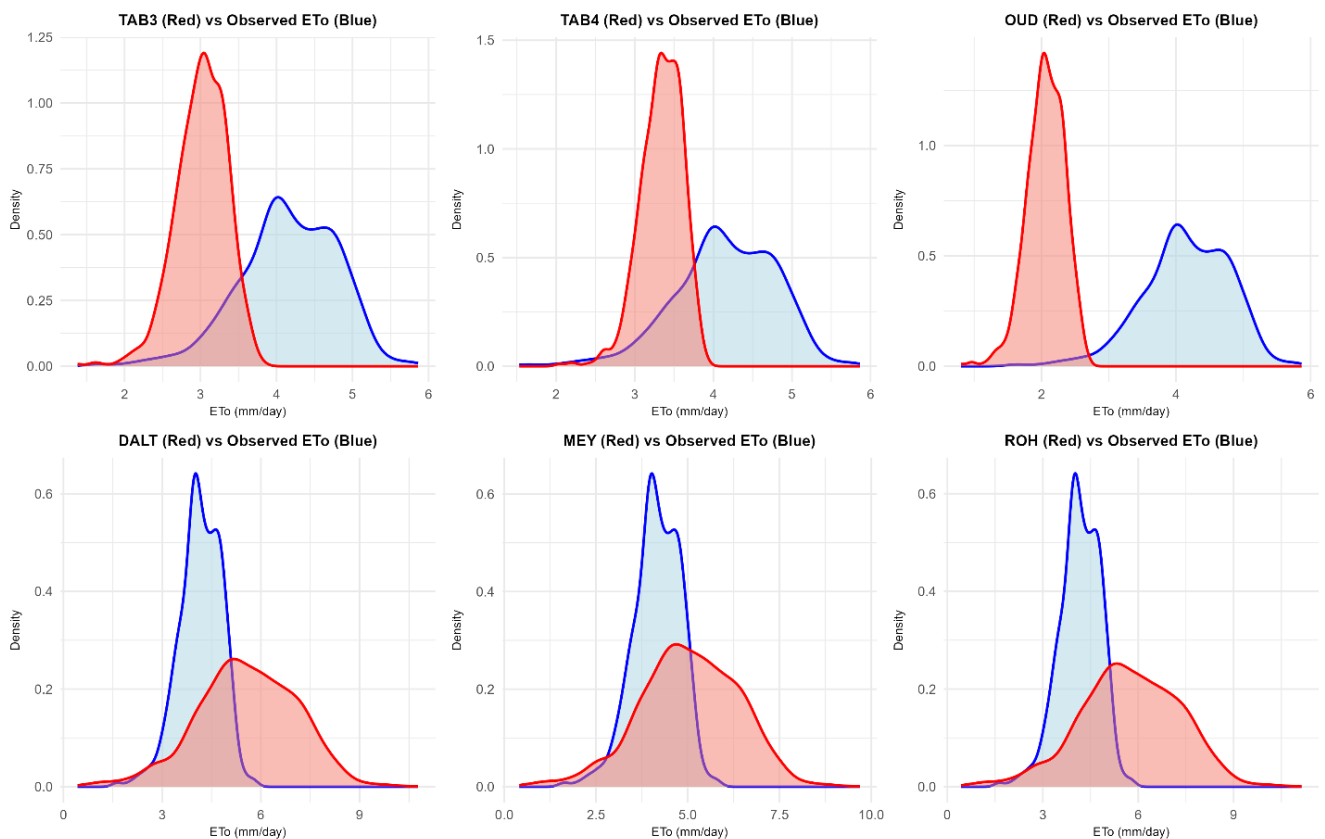 TAB3 (Red) vs Observed ETo (Blue)
Density
1.25
1.00
0.75
0.50
0.25
0.00
2
3
4
5
6
ETo (mm/day)
TAB4 (Red) vs Observed ETo (Blue)
Density
1.5
1.0
0.5
0.0
2
3
4
5
6
ETo (mm/day)
OUD (Red) vs Observed ETo (Blue)
Density
1.0
0.5
0.0
2
4
6
ETo (mm/day)
DALT (Red) vs Observed ETo (Blue)
Density
0.6
0.4
0.2
0.0
0
3
6
9
ETo (mm/day)
MEY (Red) vs Observed ETo (Blue)
Density
0.6
0.4
0.2
0.0
0.0
2.5
5.0
7.5
10.0
ETo (mm/day)
ROH (Red) vs Observed ETo (Blue)
Density
0.6
0.4
0.2
0.0
0
3
6
9
ETo (mm/day)